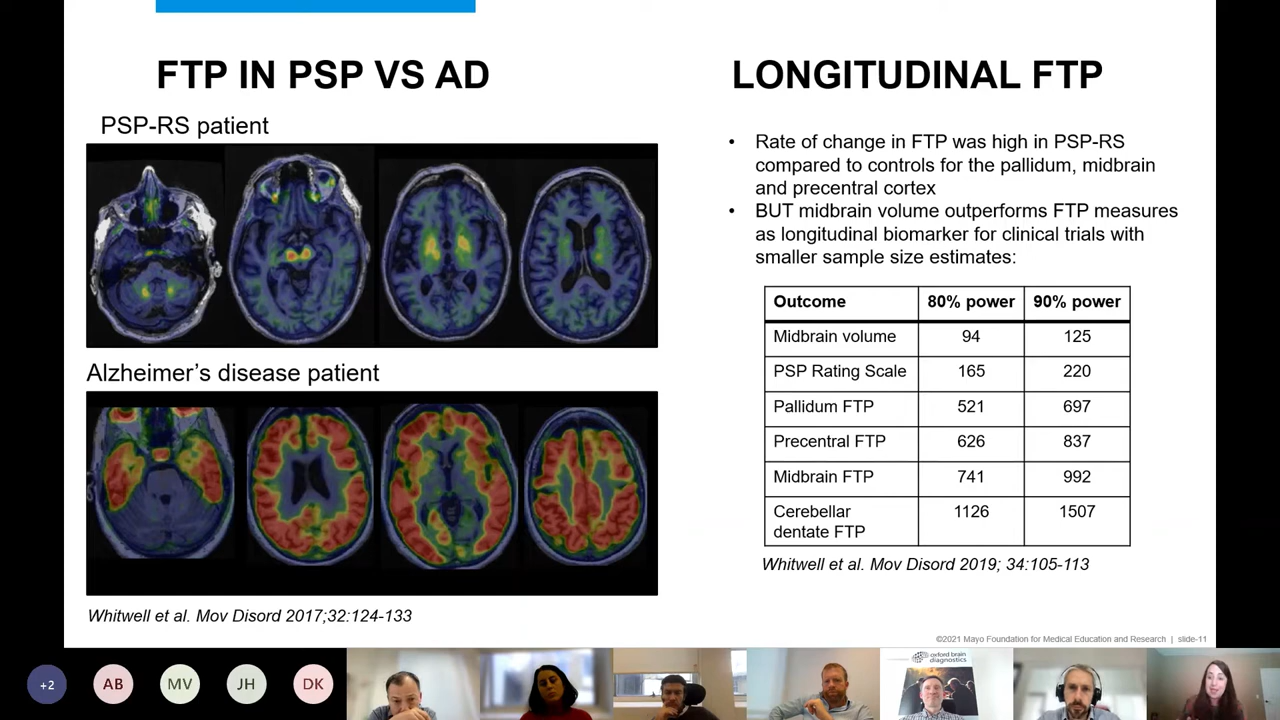 FTP IN PSP VS AD
PSP-RS patient
Alzheimer's disease patient
Whitwell et al. Mov Disord 2017;32:124-133
LONGITUDINAL FTP
• Rate of change in FTP was high in PSP-RS
compared to controls for the pallidum, midbrain
and precentral cortex
• BUT midbrain volume outperforms FTP measures
as longitudinal biomarker for clinical trials with
smaller sample size estimates:
Outcome 80% power 90% power
Midbrain volume 94 125
PSP Rating Scale 165 220
Pallidum FTP 521 697
Precentral FTP 626 837
Midbrain FTP 741 992
Cerebellar
dentate FTP 1126 1507
Whitwell et al. Mov Disord 2019; 34:105-113
©2021 Mayo Foundation for Medical Education and Research | slide-11
+2 AB MV JH DK
oxford brain
diagnostics